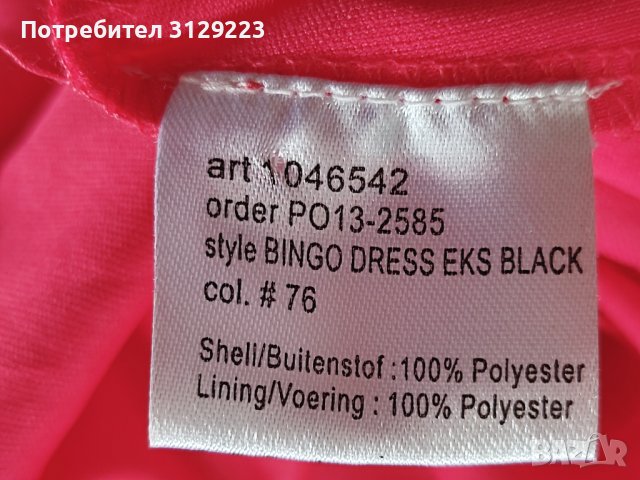 Потребител 3129223
art 1046542
order PO13-2585
style BINGO DRESS EKS BLACK
col. # 76
Shell/Buitenstof :100% Polyester
Lining/Voering : 100% Polyester
BAZAR